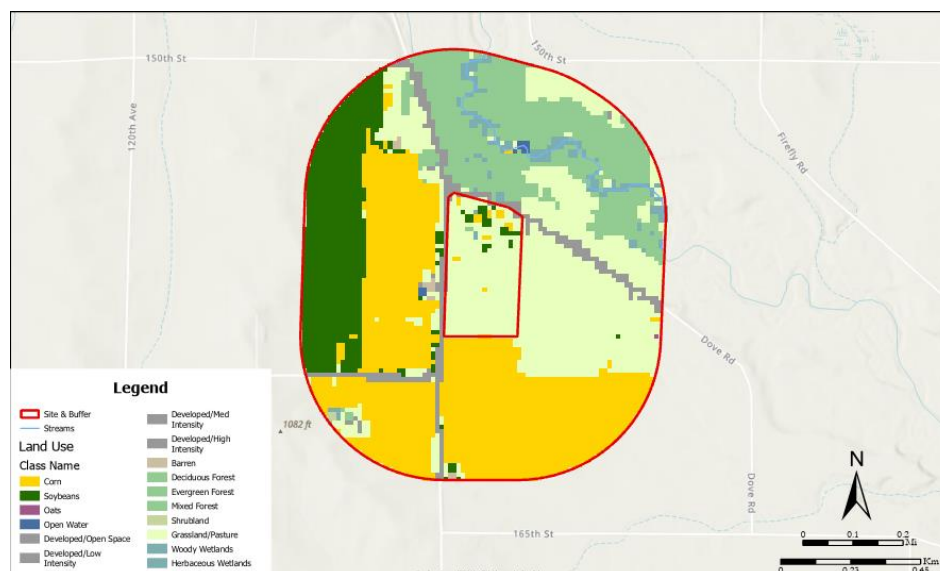 150th St
150th St
120th Ave
Firefly Rd
Dove Rd
1082 ft
Dove Rd
165th St
Legend
Site & Buffer
Streams
Land Use
Class Name
Corn
Soybeans
Oats
Open Water
Developed/Open Space
Developed/Low
Intensity
Developed/Med
Intensity
Developed/High
Intensity
Barren
Deciduous Forest
Evergreen Forest
Mixed Forest
Shrubland
Grassland/Pasture
Woody Wetlands
Herbaceous Wetlands
N
0 0.1 0.2
Mi
Km
0 0.23 0.45